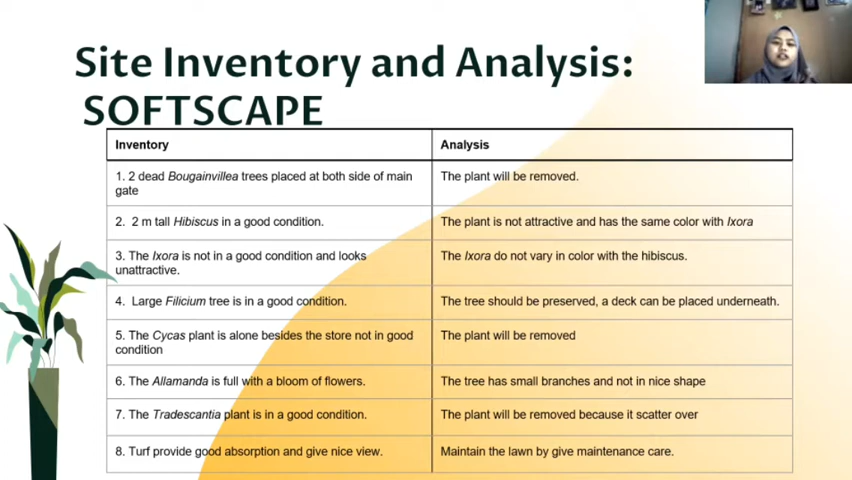 Site Inventory and Analysis:
SOFTSCAPE
Inventory
Analysis
1. 2 dead Bougainvillea trees placed at both side of main
gate
The plant will be removed.
2. 2 m tall Hibiscus in a good condition.
The plant is not attractive and has the same color with Ixora
3. The Ixora is not in a good condition and looks
unattractive.
The Ixora do not vary in color with the hibiscus.
4. Large Filicium tree is in a good condition.
The tree should be preserved, a deck can be placed underneath.
5. The Cycas plant is alone besides the store not in good
condition
The plant will be removed
6. The Allamanda is full with a bloom of flowers.
The tree has small branches and not in nice shape
7. The Tradescantia plant is in a good condition.
The plant will be removed because it scatter over
8. Turf provide good absorption and give nice view.
Maintain the lawn by give maintenance care.